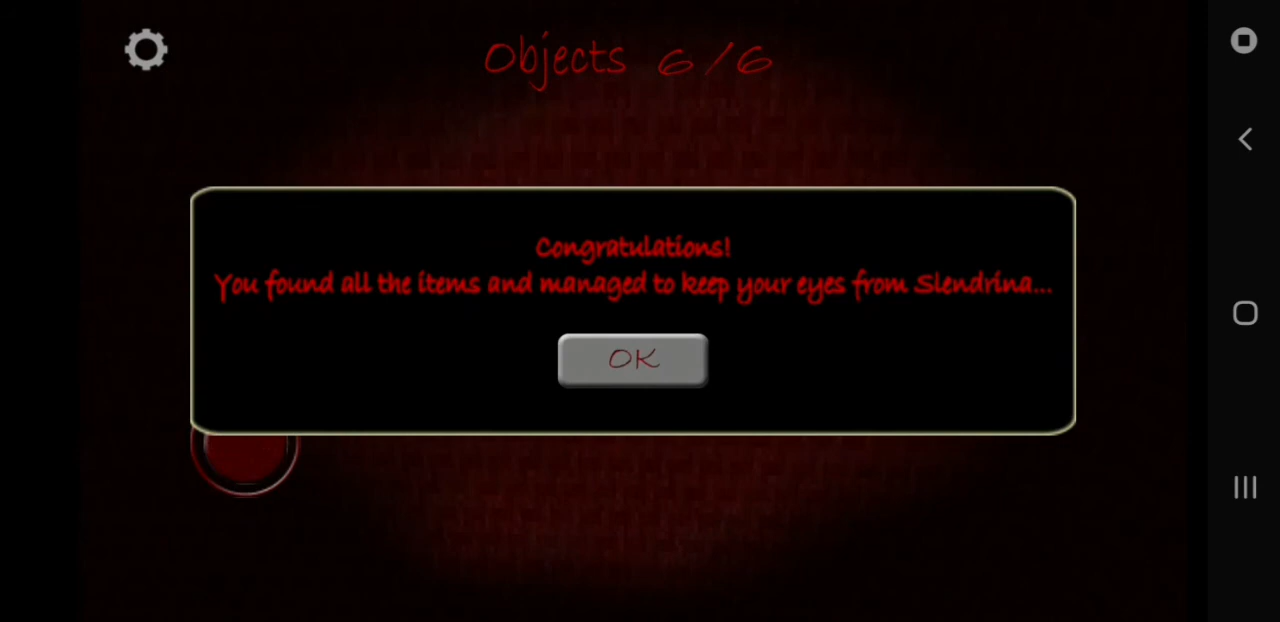 Objects 6/6
Congratulations!
You found all the items and managed to keep your eyes from Slendrina...
OK